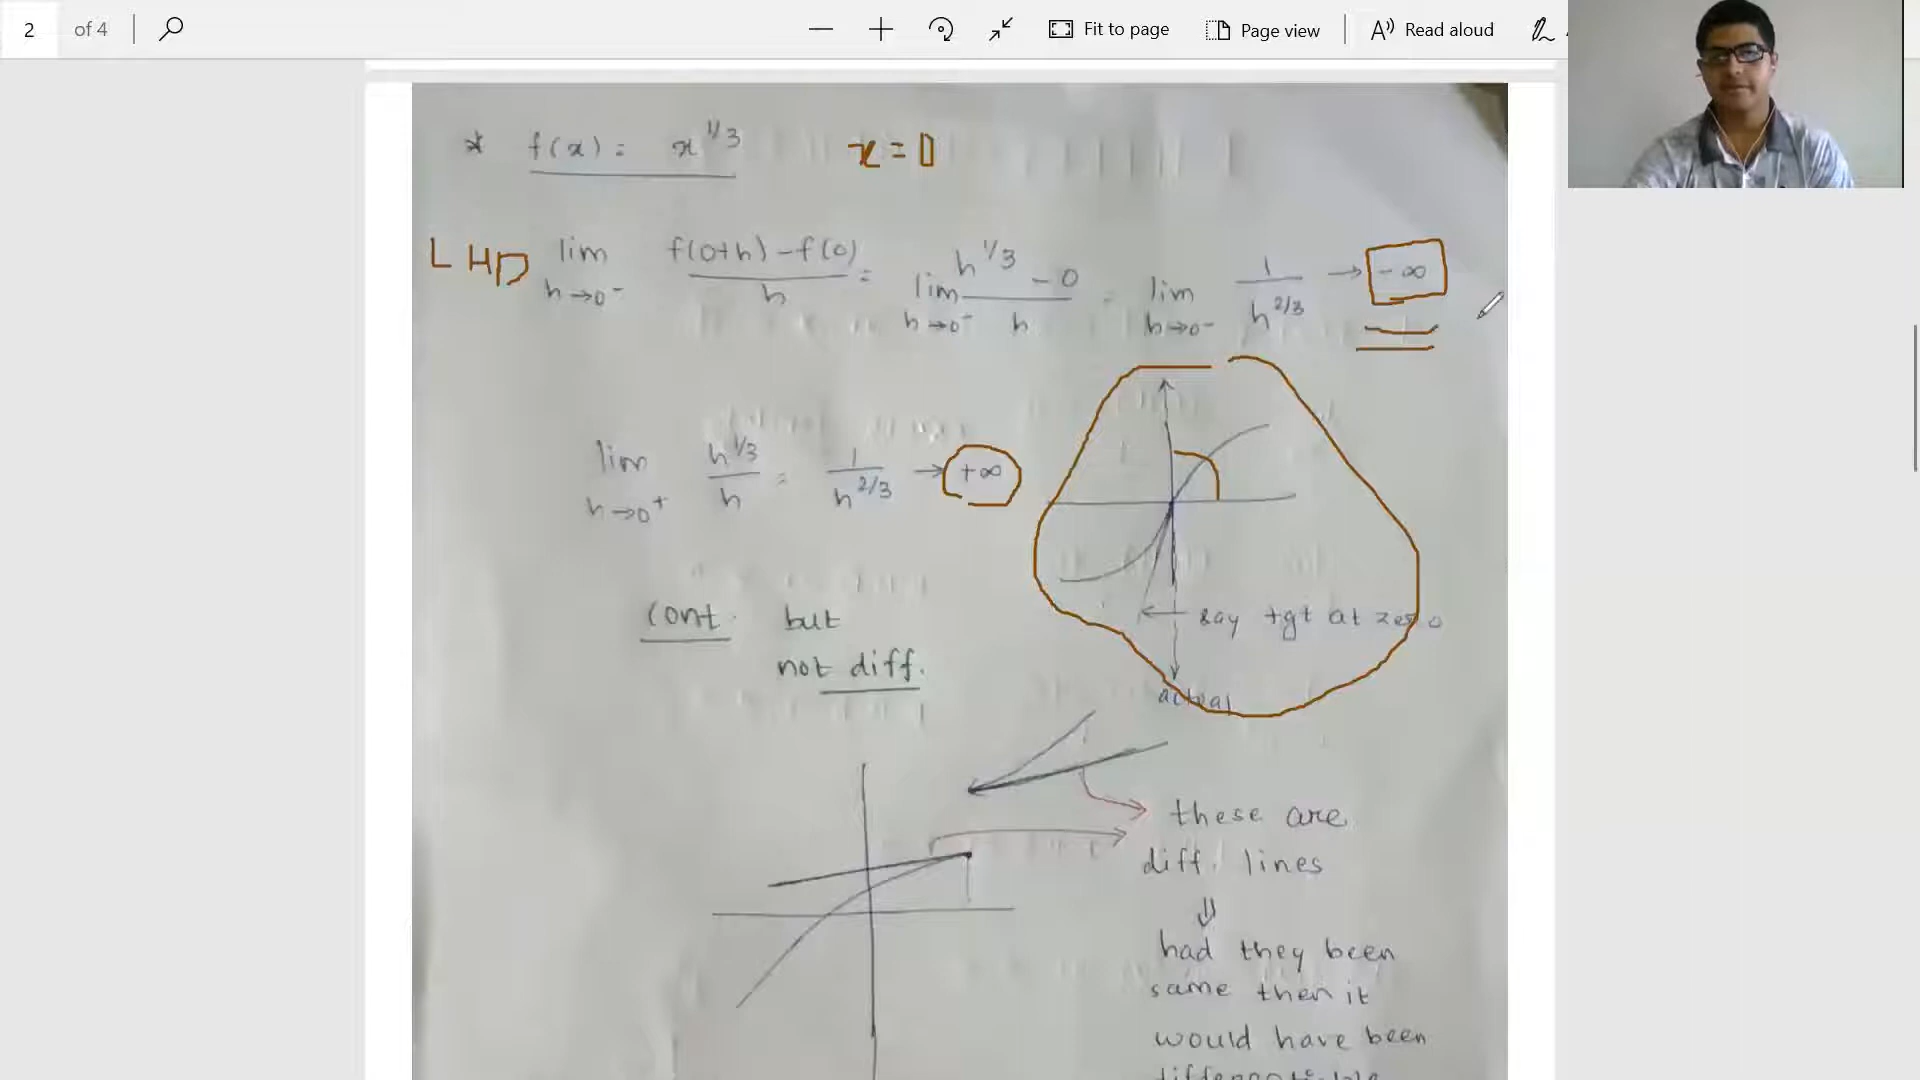 2 of 4 Fit to page Page view Read aloud
* f(x) = x^1/3 x = 0
LHD lim h→0⁻ f(0+h) - f(0) / h = lim h→0⁻ h^1/3 - 0 / h = lim h→0⁻ 1 / h^2/3 → -∞
lim h→0⁺ h^1/3 / h = 1 / h^2/3 → +∞
cont. but
not diff.
say tgt at zero
actual
these are
diff. lines
⇓
had they been
same then it
would have been